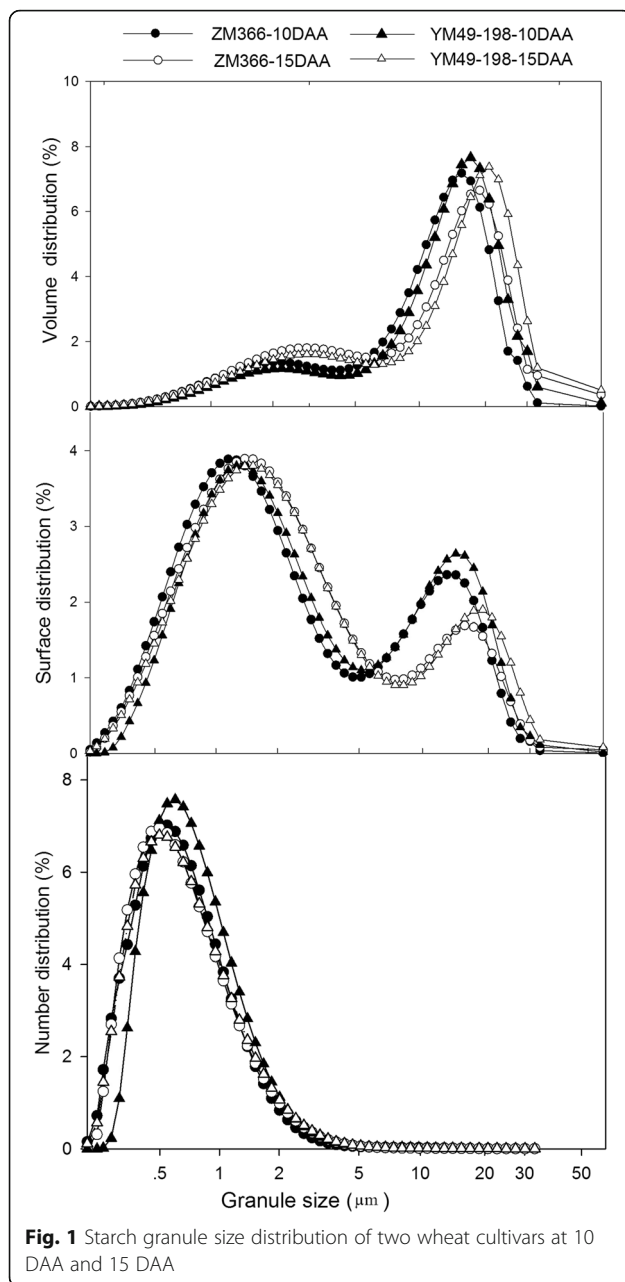 ZM366-10DAA YM49-198-10DAA
ZM366-15DAA YM49-198-15DAA
Volume distribution (%)
10
8
6
4
2
0
Surface distribution (%)
4
3
2
1
0
Number distribution (%)
8
6
4
2
0
.5 1 2 5 10 20 30 50
Granule size (μm)
Fig. 1 Starch granule size distribution of two wheat cultivars at 10
DAA and 15 DAA